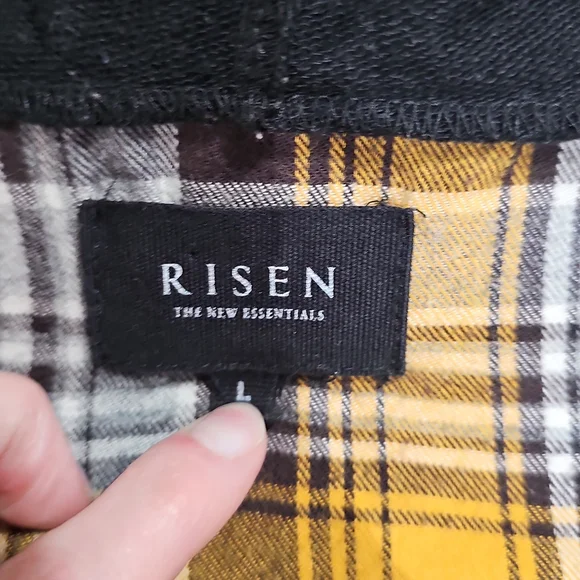 RISEN
THE NEW ESSENTIALS
L